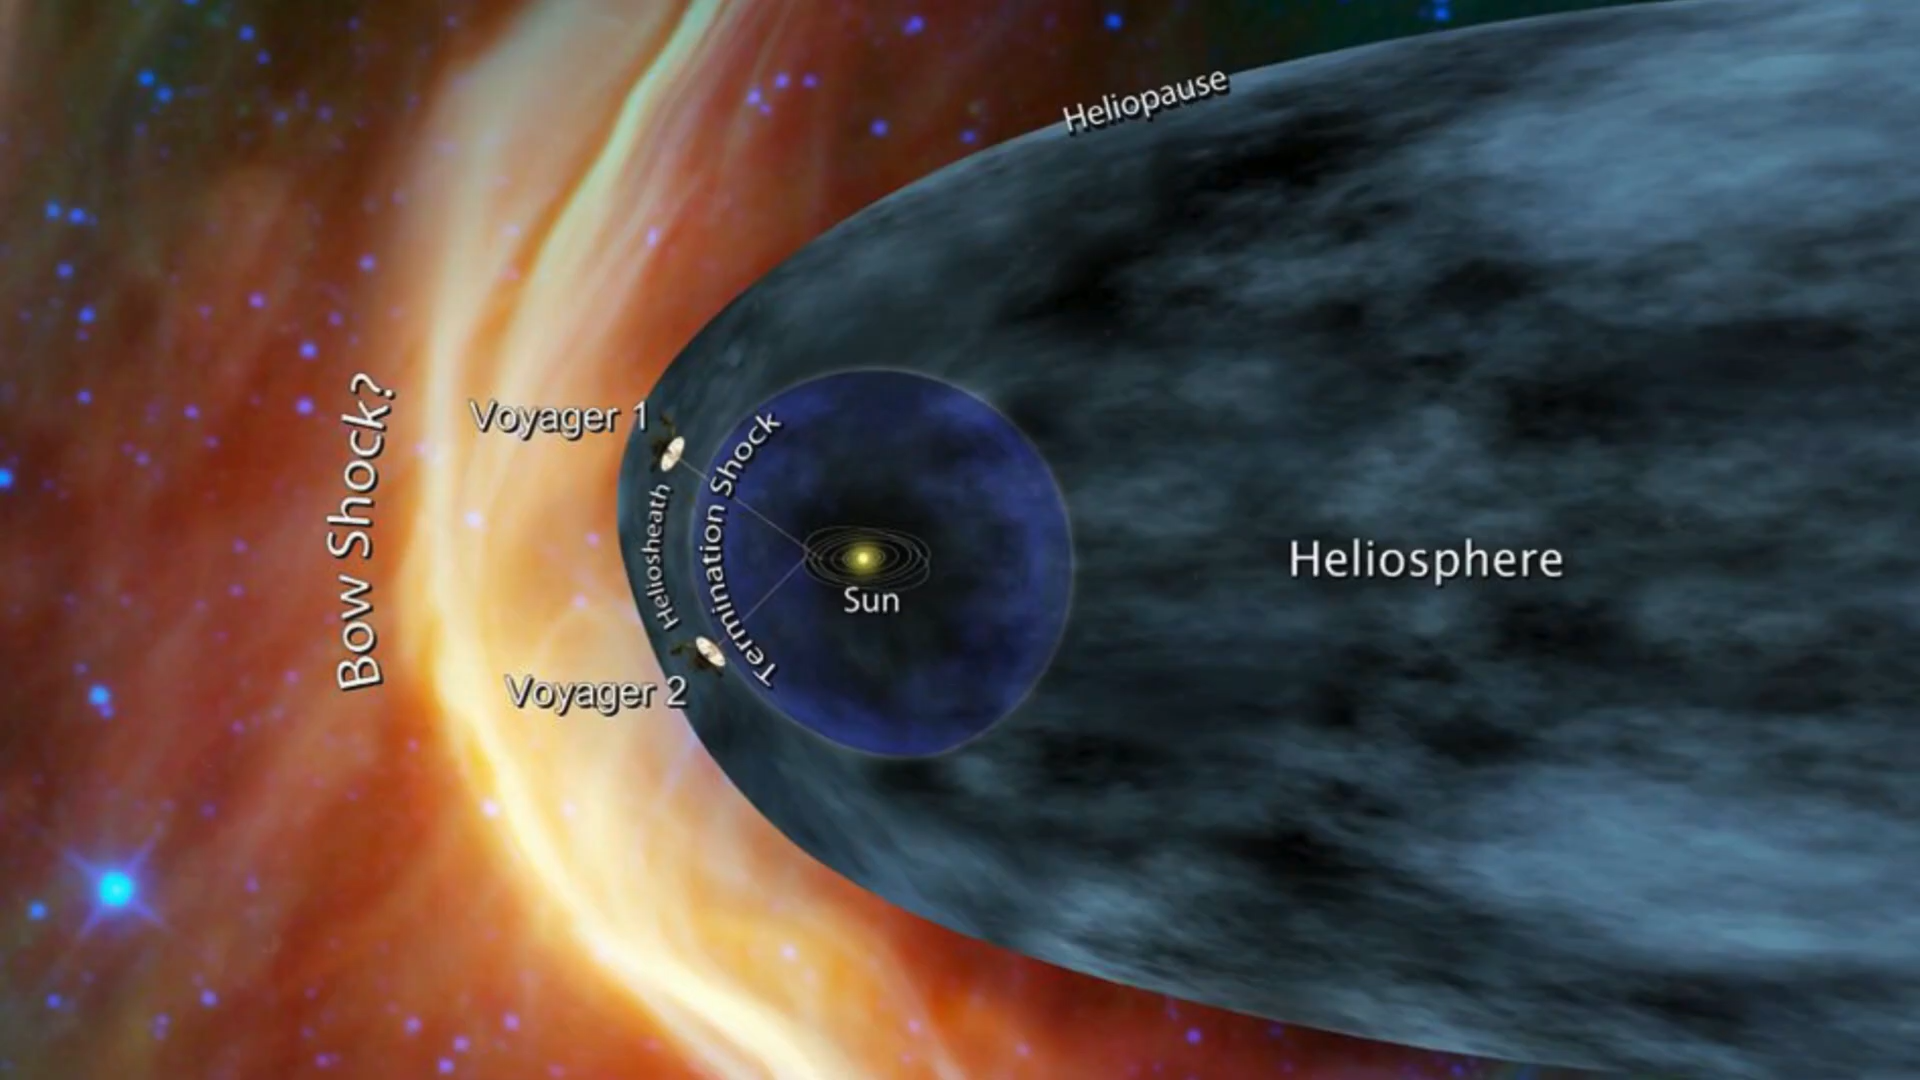 Heliopause
Bow Shock?
Voyager 1
Termination Shock
Heliosheath
Heliosphere
Sun
Voyager 2